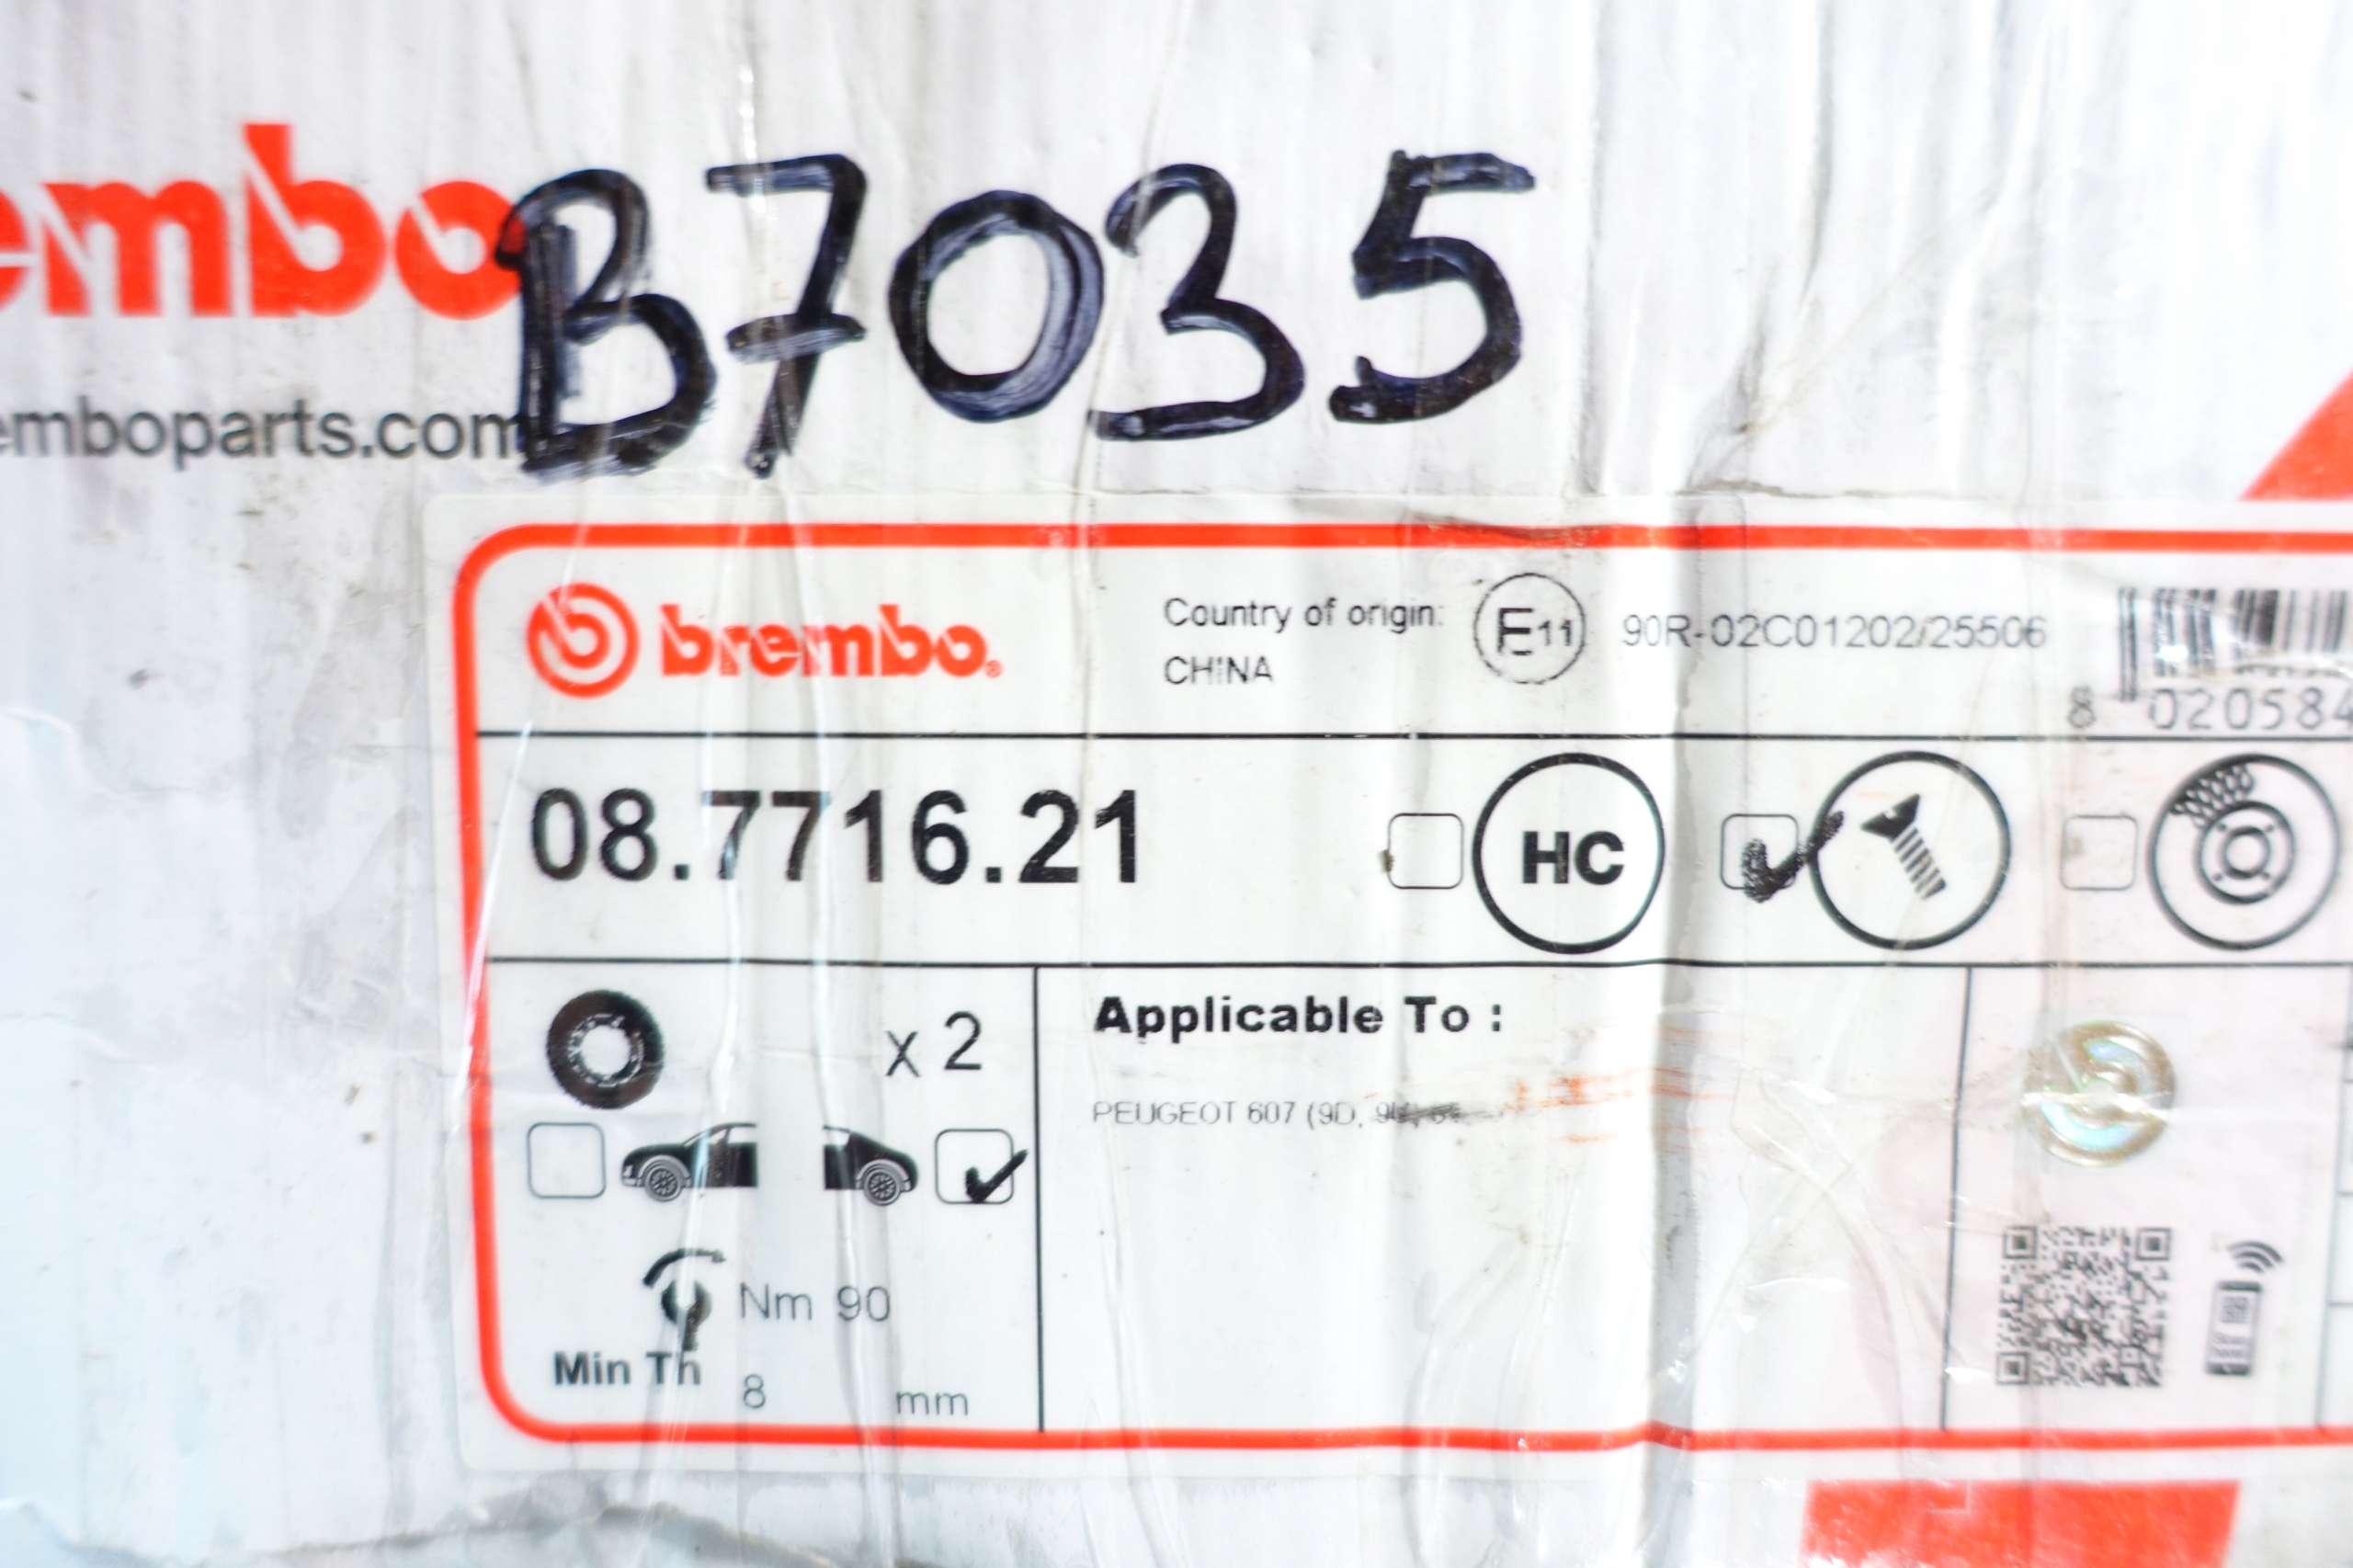 embo
B7035
emboparts.com
brembo
Country of origin:
CHINA
E11
90R-02C01202/25506
8 020584
08.7716.21
HC
x 2
Applicable To :
PEUGEOT 607 (9D,
Nm 90
Min Th 8 mm